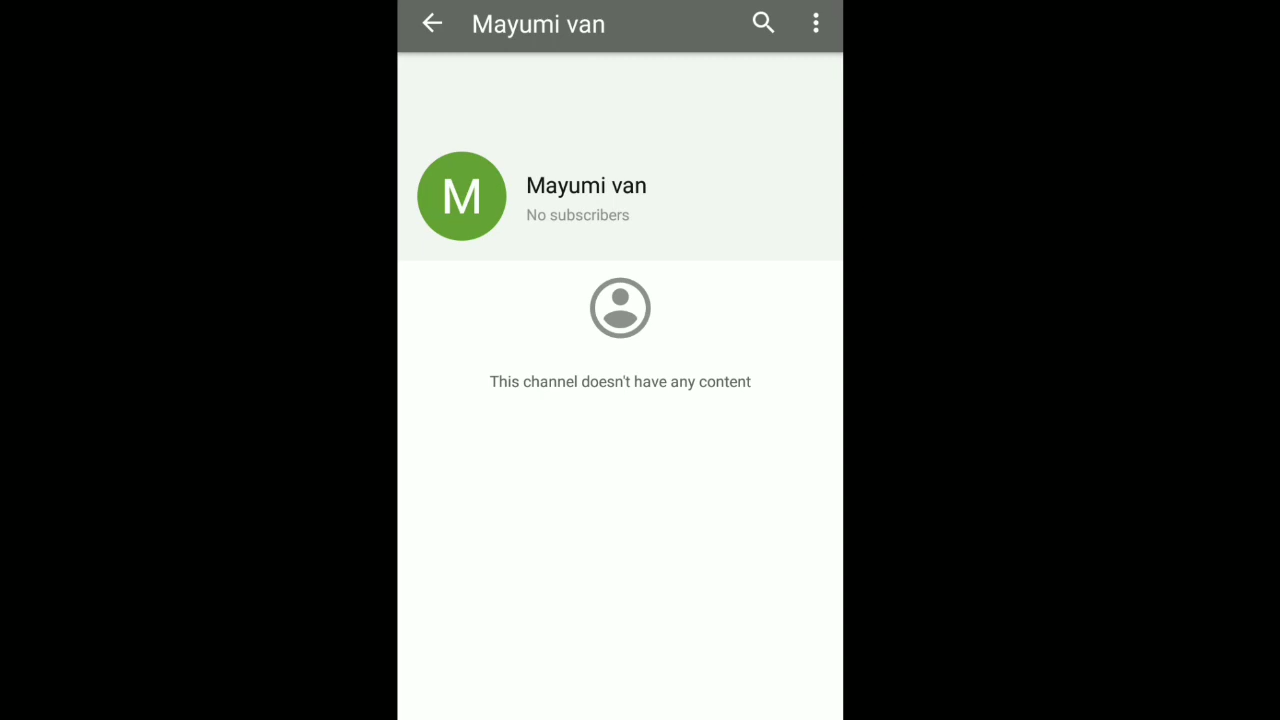 Mayumi van
M
Mayumi van
No subscribers
This channel doesn't have any content